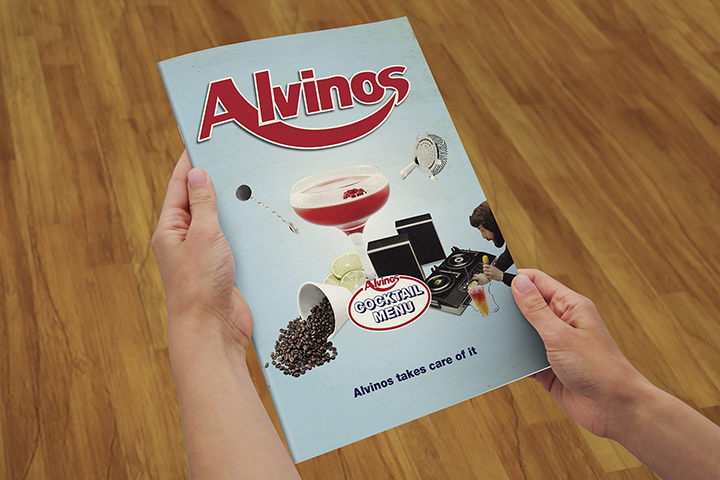 Alvinos
Alvinos
COCKTAIL
MENU
Alvinos takes care of it